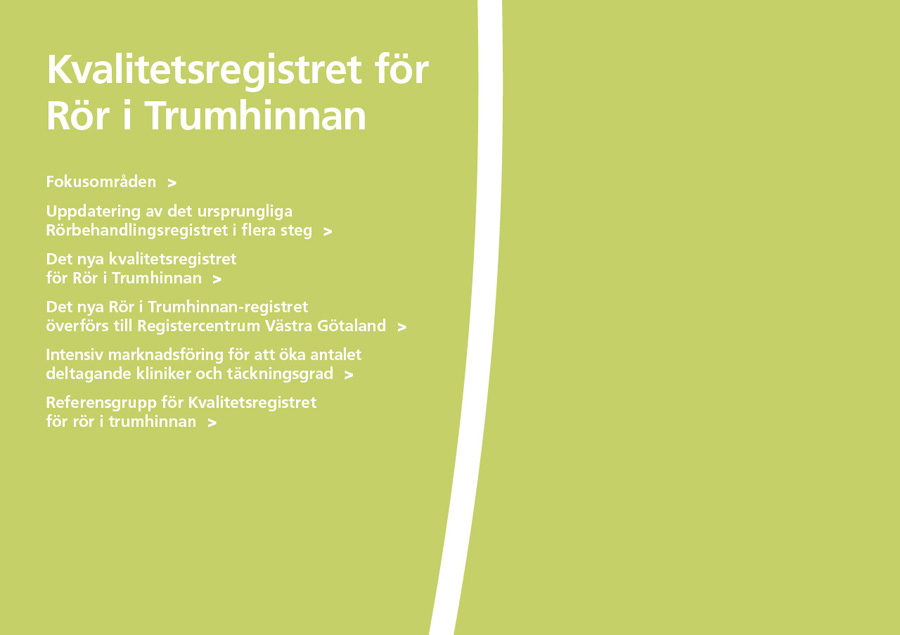 Kvalitetsregistret för
Rör i Trumhinnan
Fokusområden >
Uppdatering av det ursprungliga
Rörbehandlingsregistret i flera steg >
Det nya kvalitetsregistret
för Rör i Trumhinnan >
Det nya Rör i Trumhinnan-registret
överförs till Registercentrum Västra Götaland >
Intensiv marknadsföring för att öka antalet
deltagande kliniker och täckningsgrad >
Referensgrupp för Kvalitetsregistret
för rör i trumhinnan >